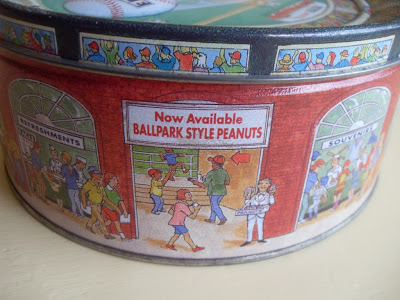 Now Available
BALLPARK STYLE PEANUTS
REFRESHMENTS
SOUVENIRS